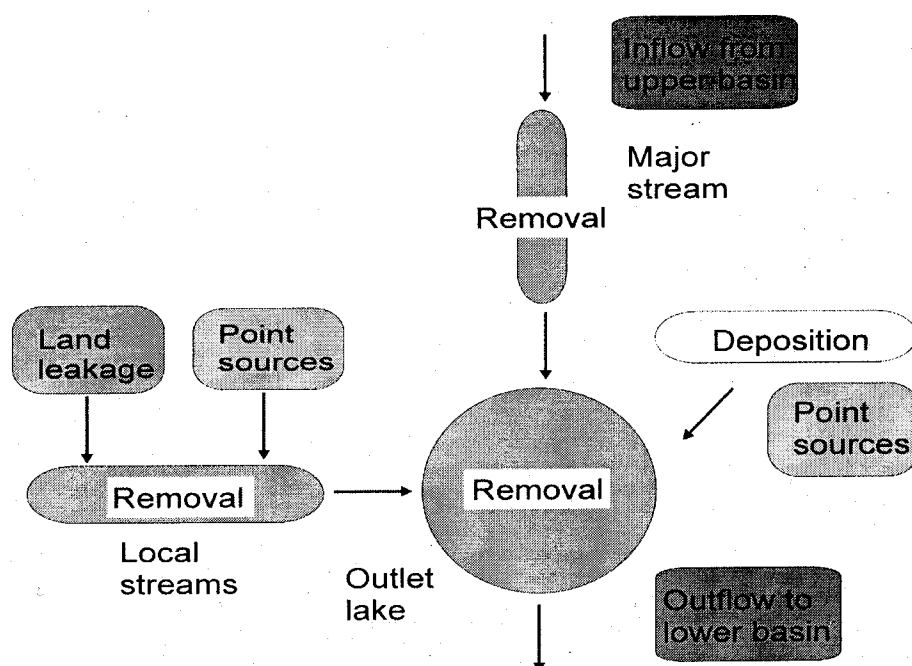 Inflow from
upper-basin
Major
stream
Removal
Land
leakage
Point
sources
Deposition
Point
sources
Removal
Removal
Local
streams
Outlet
lake
Outflow to
lower basin